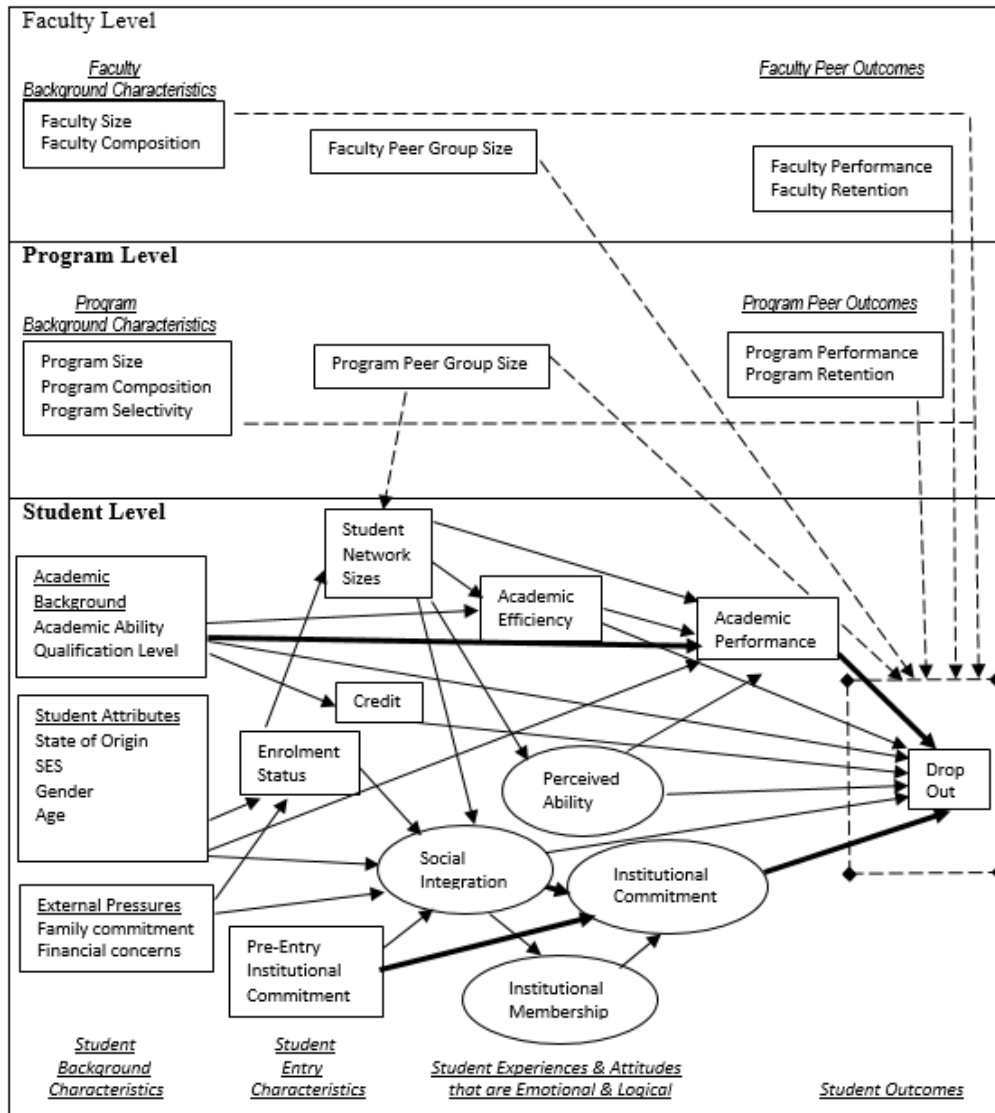 Faculty Level
Faculty
Background Characteristics
Faculty Peer Outcomes
Faculty Size
Faculty Composition
Faculty Peer Group Size
Faculty Performance
Faculty Retention
Program Level
Program
Background Characteristics
Program Peer Outcomes
Program Size
Program Composition
Program Selectivity
Program Peer Group Size
Program Performance
Program Retention
Student Level
Student
Network
Sizes
Academic
Background
Academic Ability
Qualification Level
Academic
Efficiency
Academic
Performance
Credit
Student Attributes
State of Origin
SES
Gender
Age
Enrolment
Status
Perceived
Ability
Drop
Out
Social
Integration
Institutional
Commitment
External Pressures
Family commitment
Financial concerns
Pre-Entry
Institutional
Commitment
Institutional
Membership
Student
Background
Characteristics
Student
Entry
Characteristics
Student Experiences & Attitudes
that are Emotional & Logical
Student Outcomes